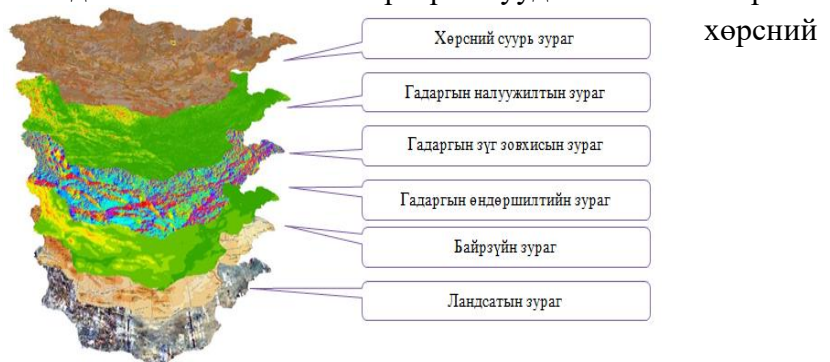 хөрсний
Хөрсний суурь зураг
Гадаргын налуужилтын зураг
Гадаргын зүг зовхисын зураг
Гадаргын өндөршилтийн зураг
Байрзүйн зураг
Ландсатын зураг